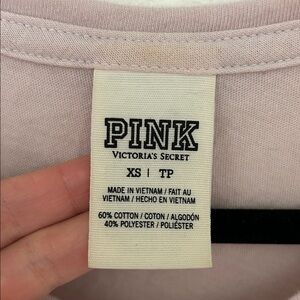 PINK
VICTORIA'S SECRET
XS | TP
MADE IN VIETNAM / FAIT AU
VIETNAM / HECHO EN VIETNAM
60% COTTON / COTON / ALGODÓN
40% POLYESTER / POLIÉSTER